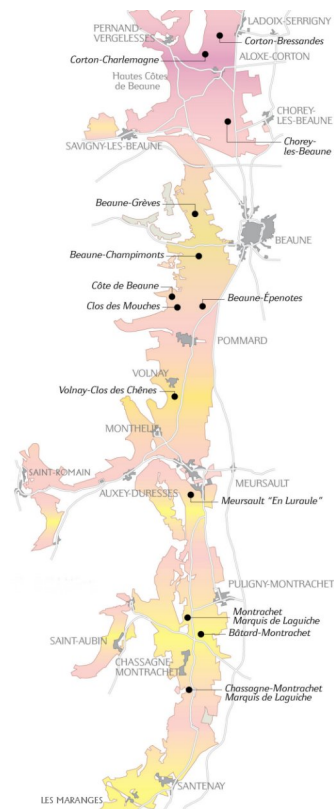 LADOIX-SERRIGNY
PERNAND-
VERGELESSES
Corton-Bressandes
Corton-Charlemagne
ALOXE-CORTON
Hautes Côtes
de Beaune
CHOREY-
LES-BEAUNE
SAVIGNY-LES-BEAUNE
Chorey-
les-Beaune
Beaune-Grèves
BEAUNE
Beaune-Champimonts
Côte de Beaune
Clos des Mouches
Beaune-Épenotes
POMMARD
VOLNAY
Volnay-Clos des Chênes
MONTHELIE
SAINT-ROMAIN
MEURSAULT
AUXEY-DURESSES
Meursault "En Luraule"
PULIGNY-MONTRACHET
Montrachet
Marquis de Laguiche
Bâtard-Montrachet
SAINT-AUBIN
CHASSAGNE-
MONTRACHET
Chassagne-Montrachet
Marquis de Laguiche
SANTENAY
LES MARANGES